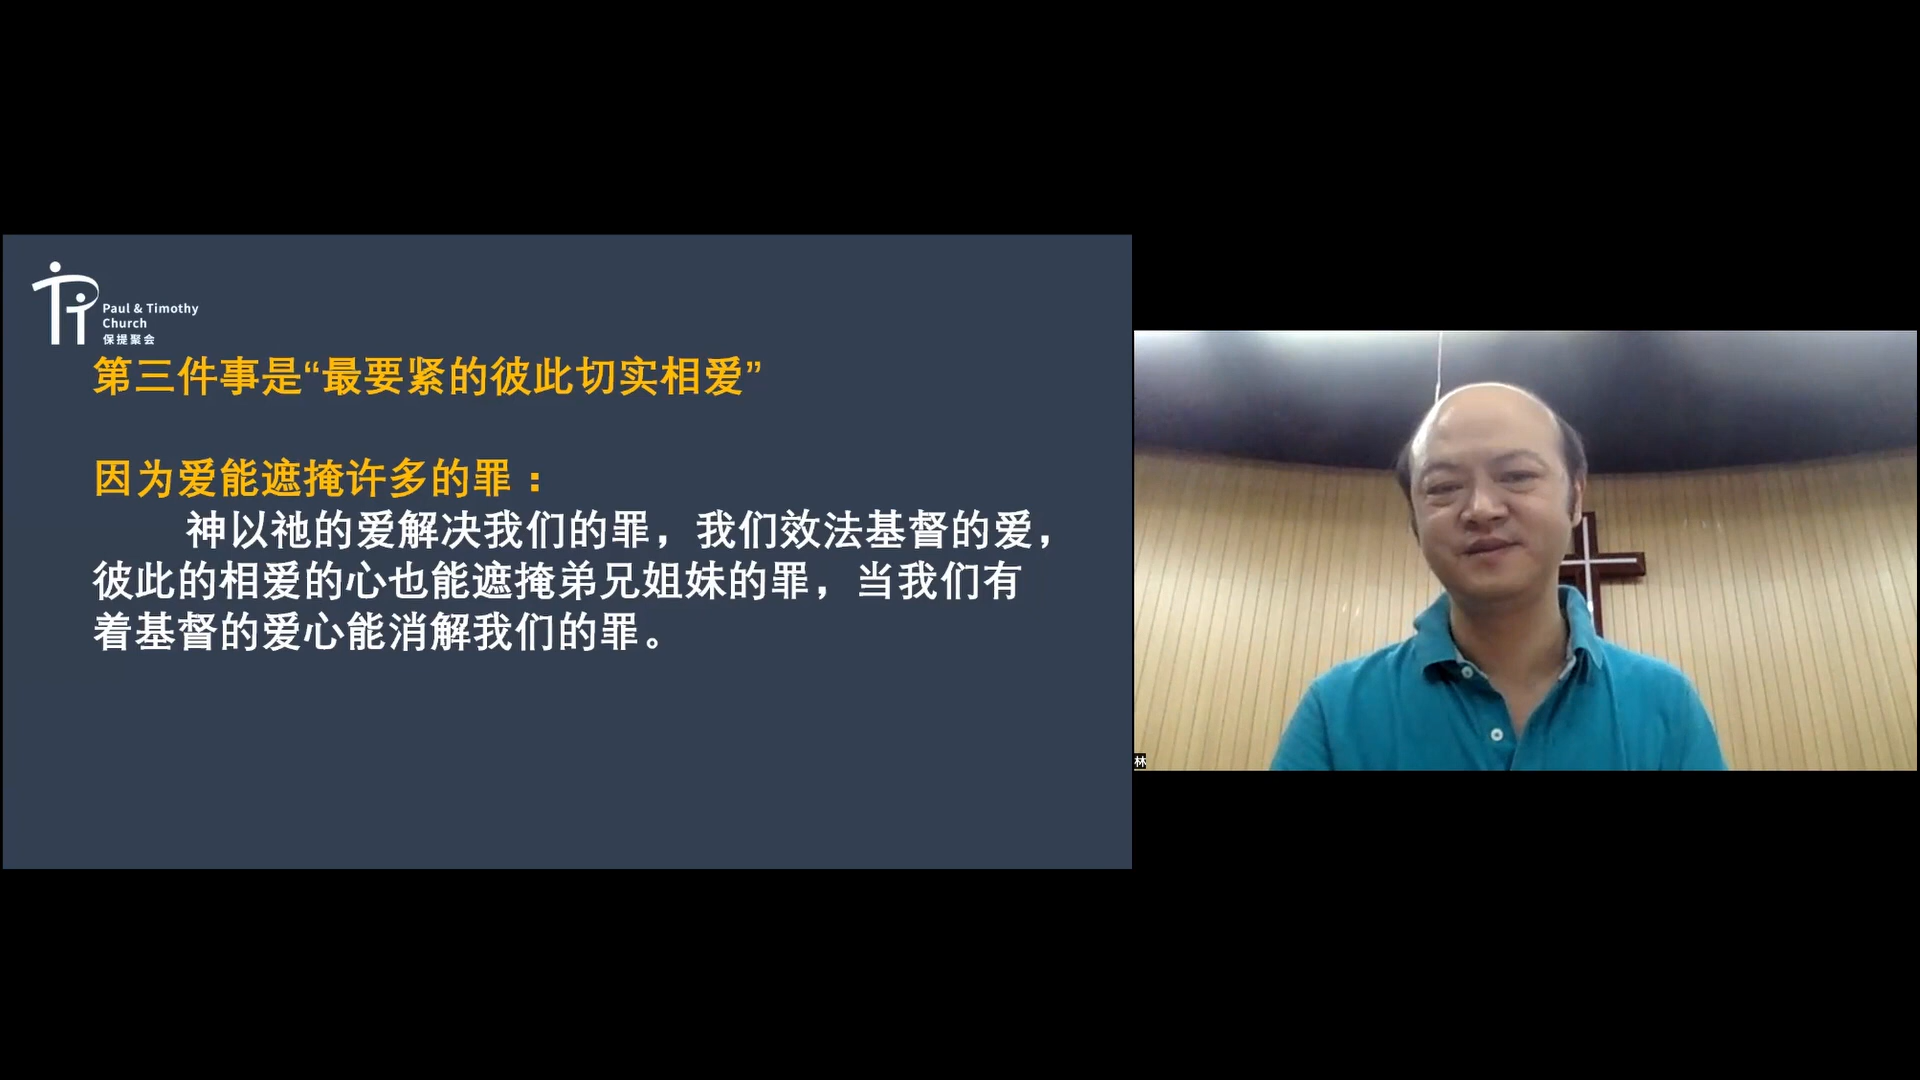 Paul & Timothy
Church
保提聚会
第三件事是“最要紧的彼此切实相爱”
因为爱能遮掩许多的罪：
神以祂的爱解决我们的罪，我们效法基督的爱，
彼此的相爱的心也能遮掩弟兄姐妹的罪，当我们有
着基督的爱心能消解我们的罪。
林